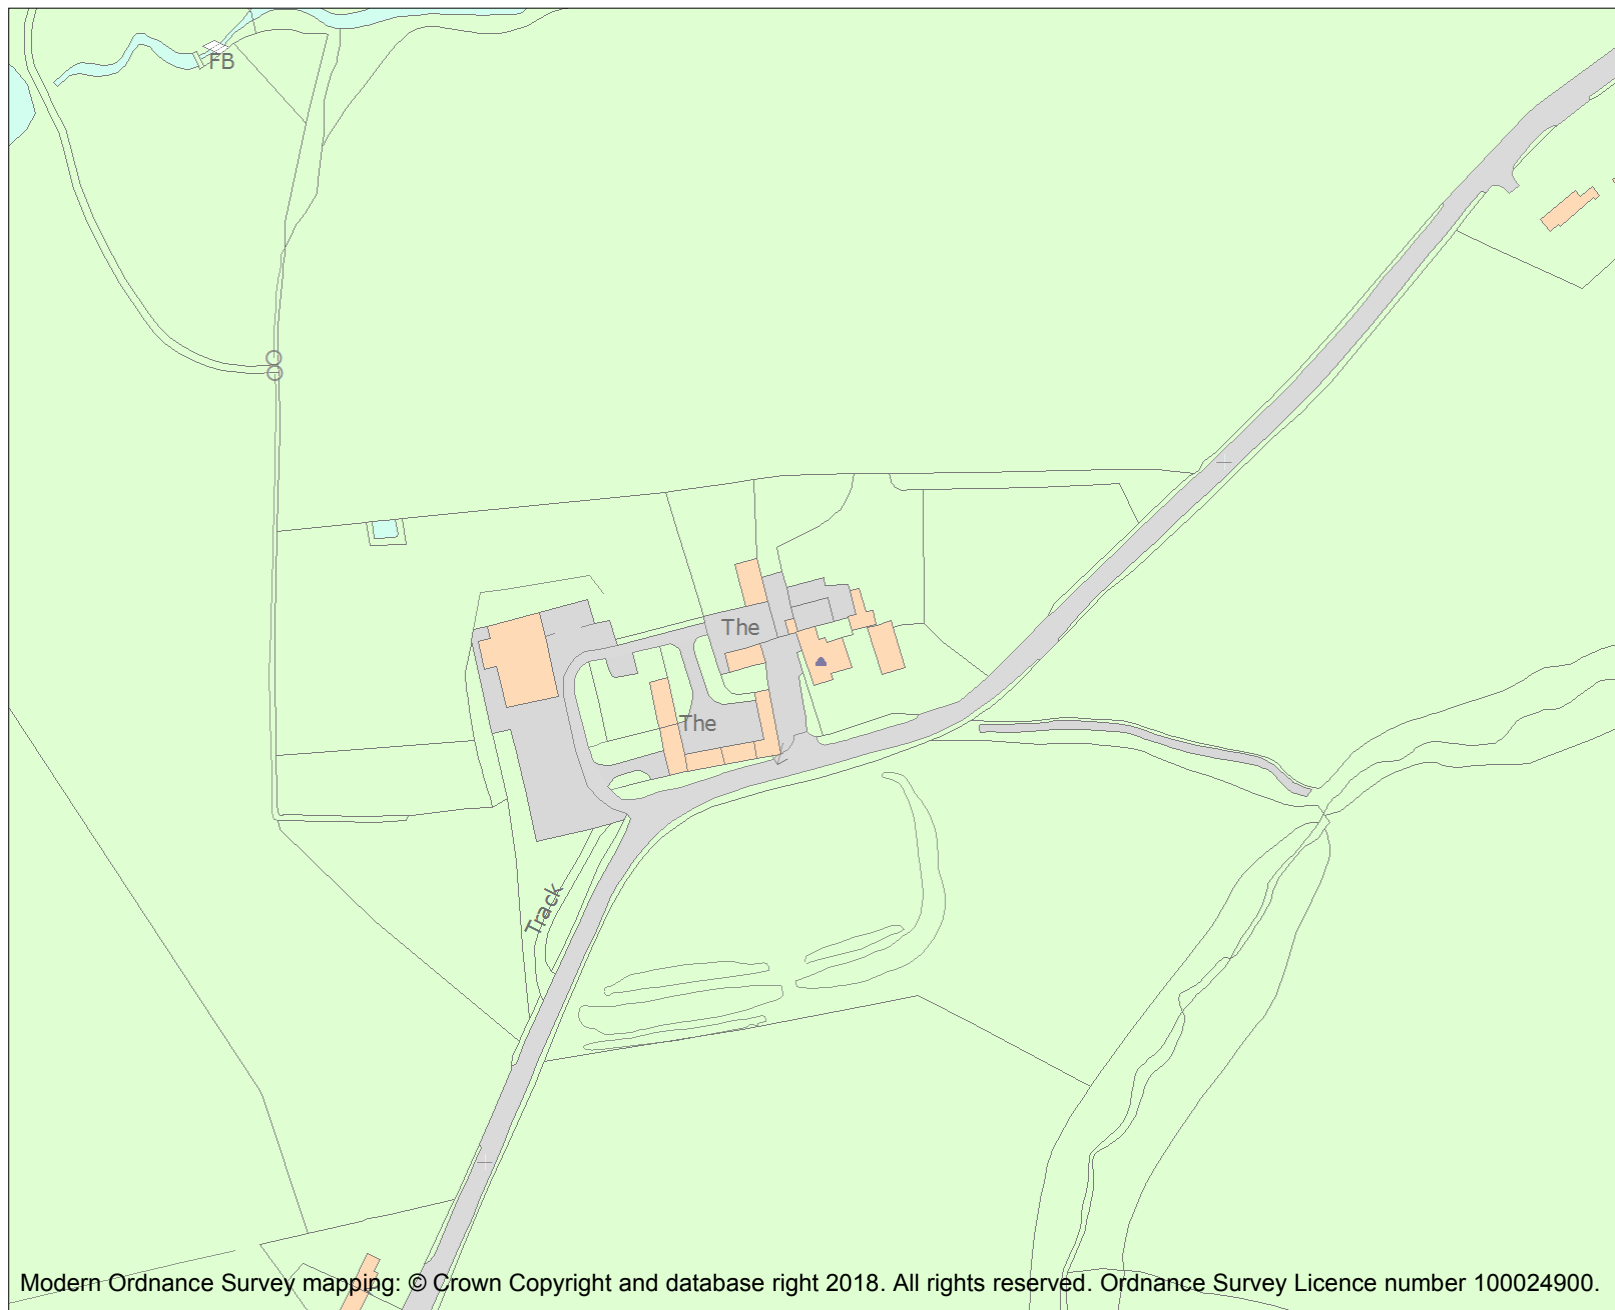 FB
The
The
Track
Modern Ordnance Survey mapping: © Crown Copyright and database right 2018. All rights reserved. Ordnance Survey Licence number 100024900.